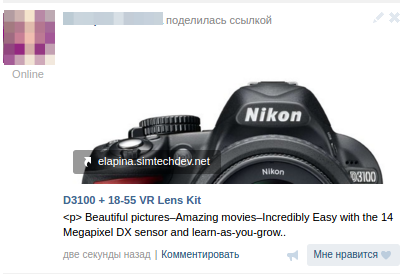 поделилась ссылкой
Online
Nikon
D3100
elapina.simtechdev.net
Nikon
D3100 + 18-55 VR Lens Kit
<p> Beautiful pictures–Amazing movies–Incredibly Easy with the 14
Megapixel DX sensor and learn-as-you-grow..
две секунды назад | Комментировать
Мне нравится